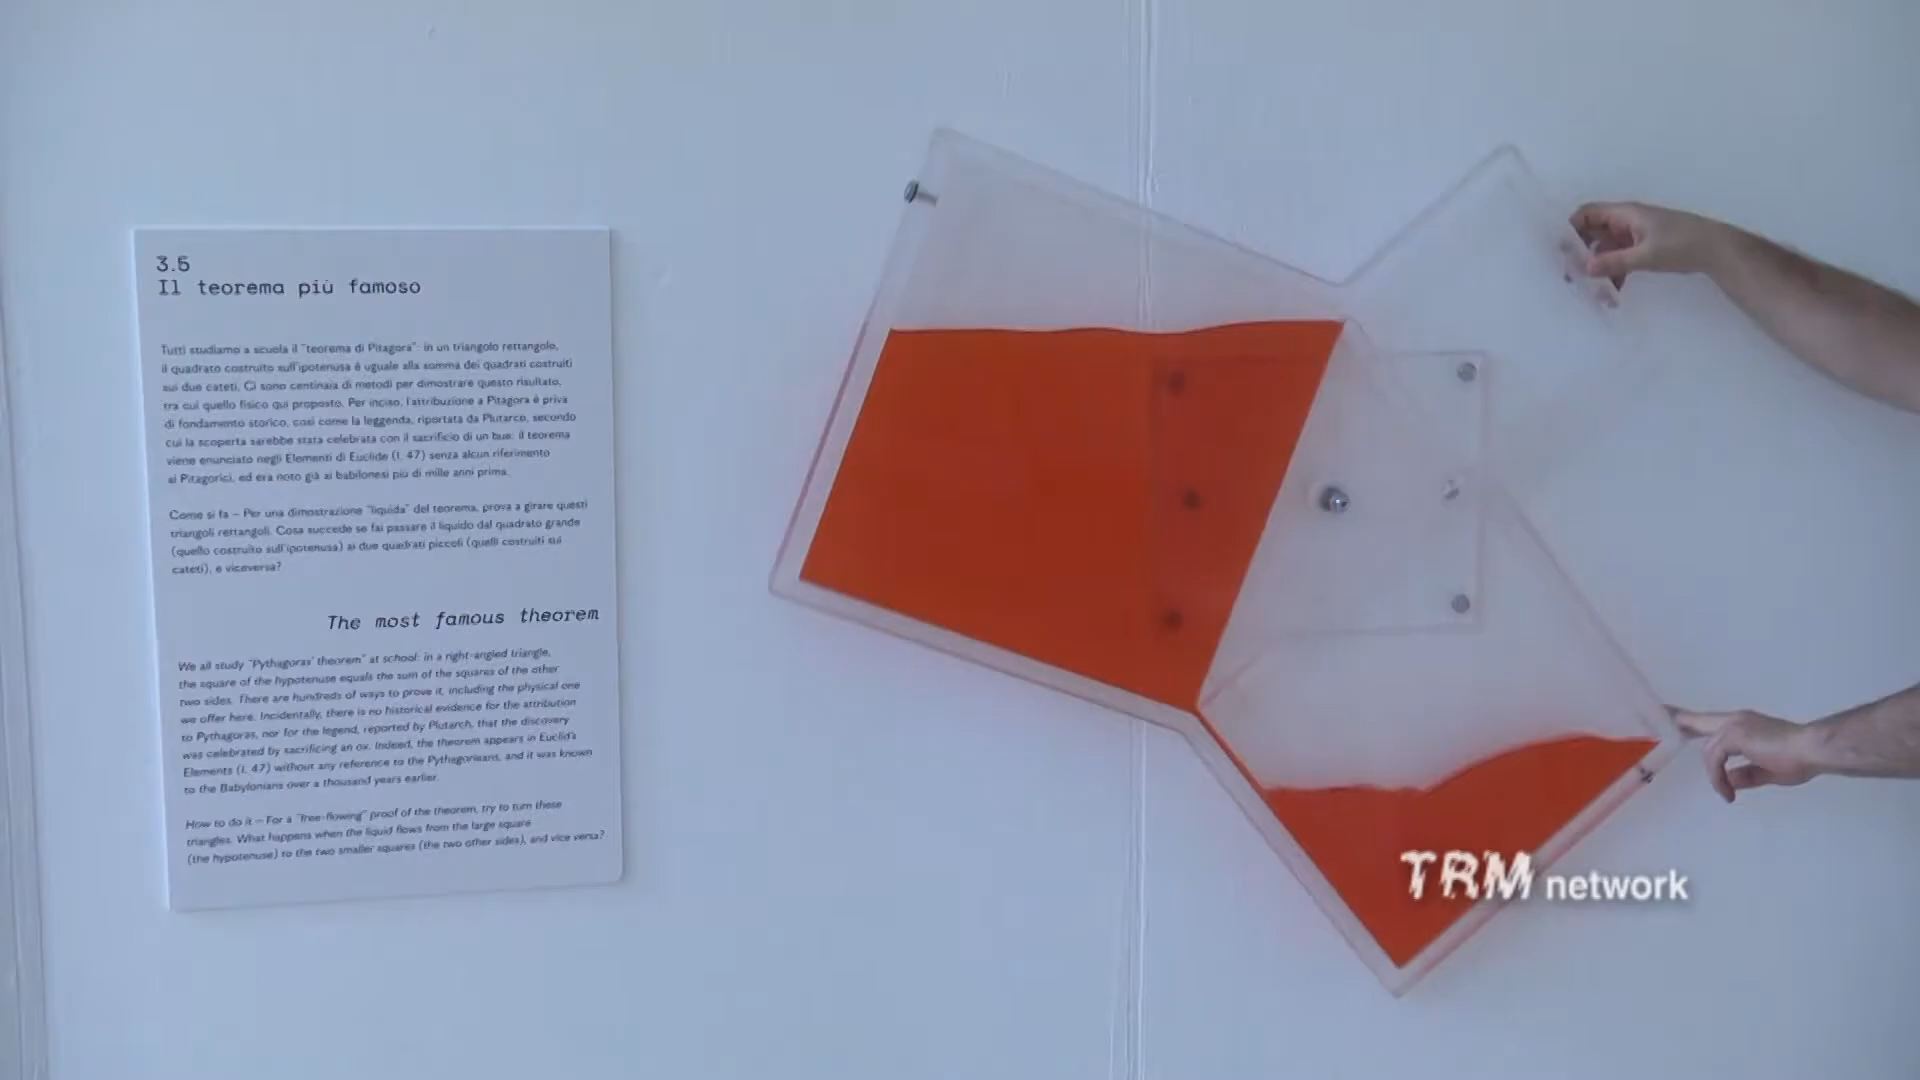 3.5
Il teorema più famoso
Tutti studiamo a scuola il "teorema di Pitagora": in un triangolo rettangolo,
il quadrato costruito sull'ipotenusa è uguale alla somma dei quadrati costruiti
sui due cateti. Ci sono centinaia di metodi per dimostrare questo risultato,
tra cui quello fisico qui proposto. Per inciso, l'attribuzione a Pitagora è priva
di fondamento storico, così come la leggenda, riportata da Plutarco, secondo
cui la scoperta sarebbe stata celebrata con il sacrificio di un bue: il teorema
viene enunciato negli Elementi di Euclide (I, 47) senza alcun riferimento
ai Pitagorici, ed era noto già ai babilonesi più di mille anni prima.
Come si fa – Per una dimostrazione "liquida" del teorema, prova a girare questi
triangoli rettangoli. Cosa succede se fai passare il liquido dal quadrato grande
(quello costruito sull'ipotenusa) ai due quadrati piccoli (quelli costruiti sui
cateti), e viceversa?
The most famous theorem
We all study "Pythagoras' theorem" at school: in a right-angled triangle,
the square of the hypotenuse equals the sum of the squares of the other
two sides. There are hundreds of ways to prove it, including the physical one
we offer here. Incidentally, there is no historical evidence for the attribution
to Pythagoras, nor for the legend, reported by Plutarch, that the discovery
was celebrated by sacrificing an ox. Indeed, the theorem appears in Euclid's
Elements (I, 47) without any reference to the Pythagoreans, and it was known
to the Babylonians over a thousand years earlier.
How to do it – For a "free-flowing" proof of the theorem, try to turn these
triangles. What happens when the liquid flows from the large square
(the hypotenuse) to the two smaller squares (the two other sides), and vice versa?
TRM network